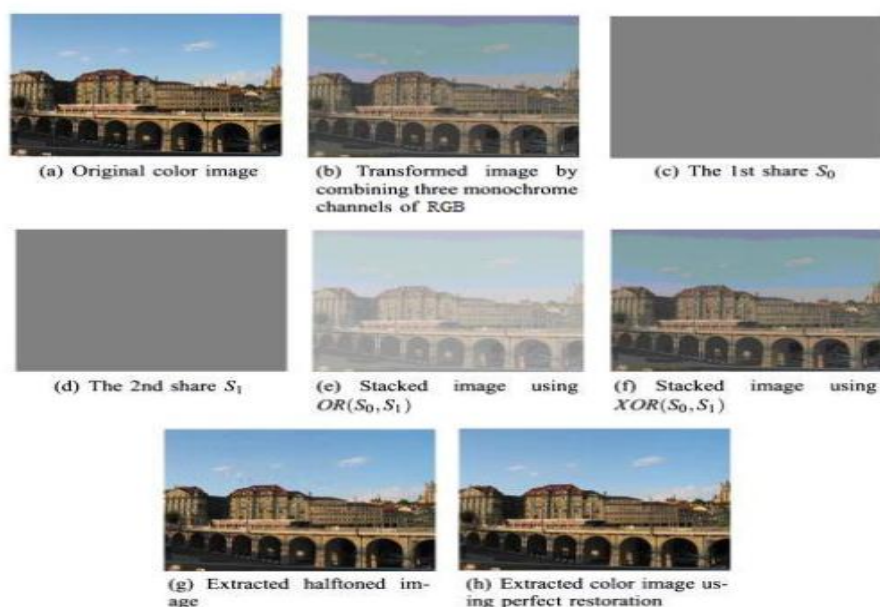 (a) Original color image
(b) Transformed image by
combining three monochrome
channels of RGB
(c) The 1st share S₀
(d) The 2nd share S₁
(e) Stacked image using
OR(S₀,S₁)
(f) Stacked image using
XOR(S₀,S₁)
(g) Extracted halftoned im-
age
(h) Extracted color image us-
ing perfect restoration